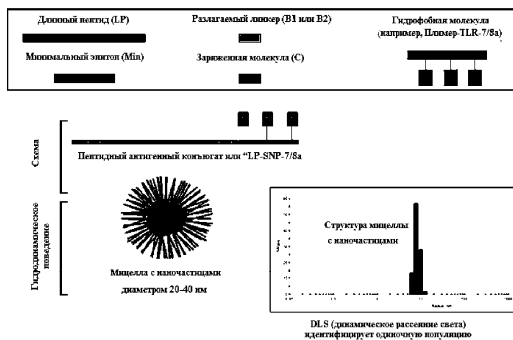 Длинный пептид (LP)
Разлагаемый линкер (B1 или B2)
Гидрофобная молекула
(например, Плимер-TLR-7/8a)
Минимальный эпитоп (Min)
Заряженная молекула (C)
Схема
Пептидный антигенный конъюгат или “LP-SNP-7/8a
Гидродинамическое
поведение
Мицелла с наночастицами
диаметром 20-40 нм
Структура мицеллы
с наночастицами
DLS (динамическое рассеяние света)
идентифицирует одиночную популяцию